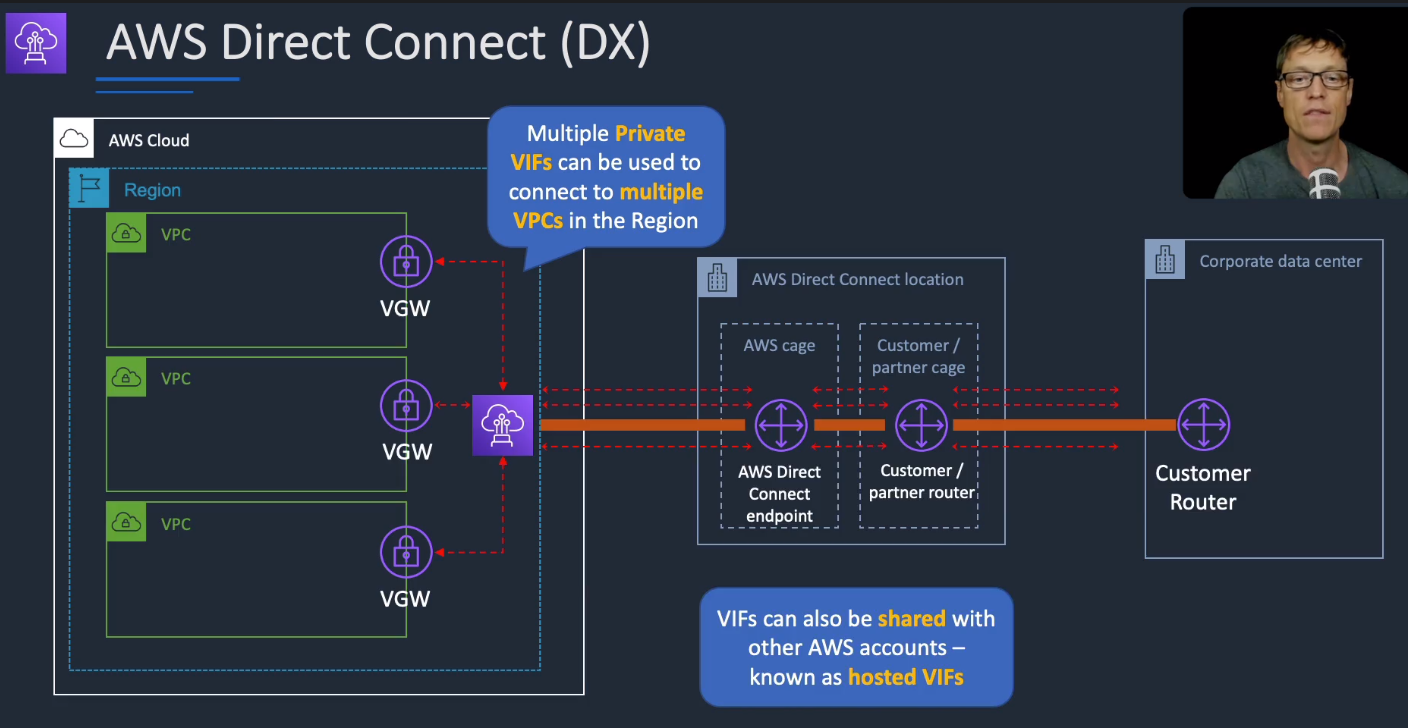 AWS Direct Connect (DX)
AWS Cloud
Region
VPC
VGW
VPC
VGW
VPC
VGW
Multiple Private
VIFs can be used to
connect to multiple
VPCs in the Region
AWS Direct Connect location
AWS cage
AWS Direct
Connect
endpoint
Customer /
partner cage
Customer /
partner router
Corporate data center
Customer
Router
VIFs can also be shared with
other AWS accounts –
known as hosted VIFs